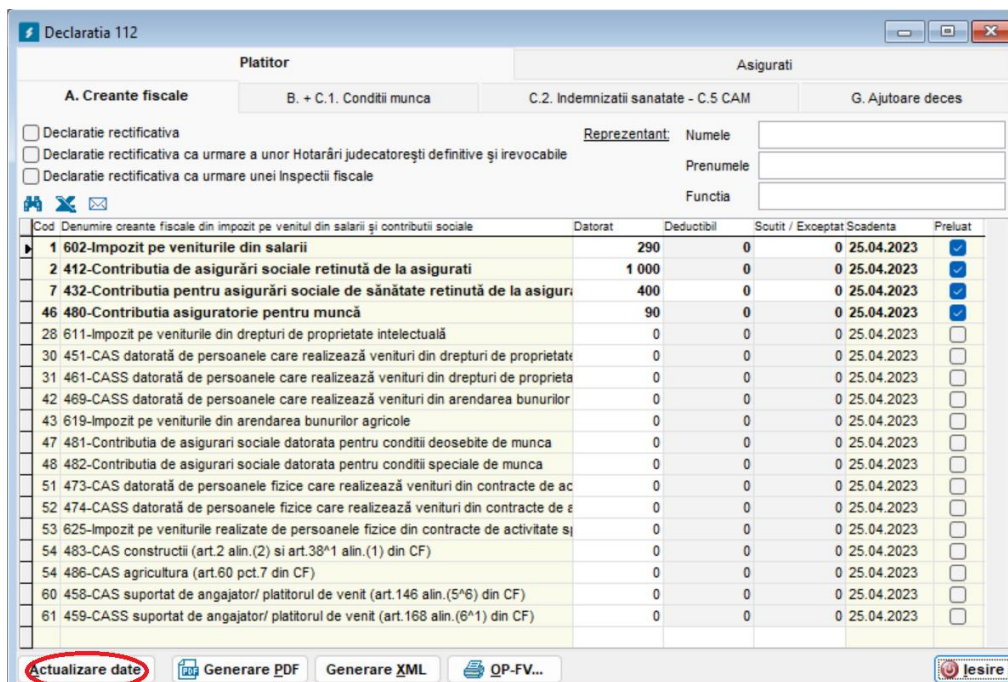 Declaratia 112
Platitor Asigurati
A. Creante fiscale B. + C.1. Conditii munca C.2. Indemnizatii sanatate - C.5 CAM G. Ajutoare deces
Declaratie rectificativa Reprezentant: Numele
Declaratie rectificativa ca urmare a unor Hotarâri judecatoreşti definitive şi irevocabile
Prenumele
Declaratie rectificativa ca urmare unei Inspectii fiscale
Functia
Cod Denumire creante fiscale din impozit pe venitul din salarii şi contributii sociale Datorat Deductibil Scutit / Exceptat Scadenta Preluat
1 602-Impozit pe veniturile din salarii 290 0 0 25.04.2023
2 412-Contributia de asigurări sociale retinută de la asigurati 1 000 0 0 25.04.2023
7 432-Contributia pentru asigurări sociale de sănătate retinută de la asigura 400 0 0 25.04.2023
46 480-Contributia asiguratorie pentru muncă 90 0 0 25.04.2023
28 611-Impozit pe veniturile din drepturi de proprietate intelectuală 0 0 0 25.04.2023
30 451-CAS datorată de persoanele care realizează venituri din drepturi de proprietate 0 0 0 25.04.2023
31 461-CASS datorată de persoanele care realizează venituri din drepturi de proprieta 0 0 0 25.04.2023
42 469-CASS datorată de persoanele care realizează venituri din arendarea bunurilor 0 0 0 25.04.2023
43 619-Impozit pe veniturile din arendarea bunurilor agricole 0 0 0 25.04.2023
47 481-Contributia de asigurari sociale datorata pentru conditii deosebite de munca 0 0 0 25.04.2023
48 482-Contributia de asigurari sociale datorata pentru conditii speciale de munca 0 0 0 25.04.2023
51 473-CAS datorată de persoanele fizice care realizează venituri din contracte de ac 0 0 0 25.04.2023
52 474-CASS datorată de persoanele fizice care realizează venituri din contracte de a 0 0 0 25.04.2023
53 625-Impozit pe veniturile realizate de persoanele fizice din contracte de activitate sp 0 0 0 25.04.2023
54 483-CAS constructii (art.2 alin.(2) si art.38^1 alin.(1) din CF) 0 0 0 25.04.2023
54 486-CAS agricultura (art.60 pct.7 din CF) 0 0 0 25.04.2023
60 458-CAS suportat de angajator/ platitorul de venit (art.146 alin.(5^6) din CF) 0 0 0 25.04.2023
61 459-CASS suportat de angajator/ platitorul de venit (art.168 alin.(6^1) din CF) 0 0 0 25.04.2023
Actualizare date PDF Generare PDF Generare XML OP-FV... Iesire